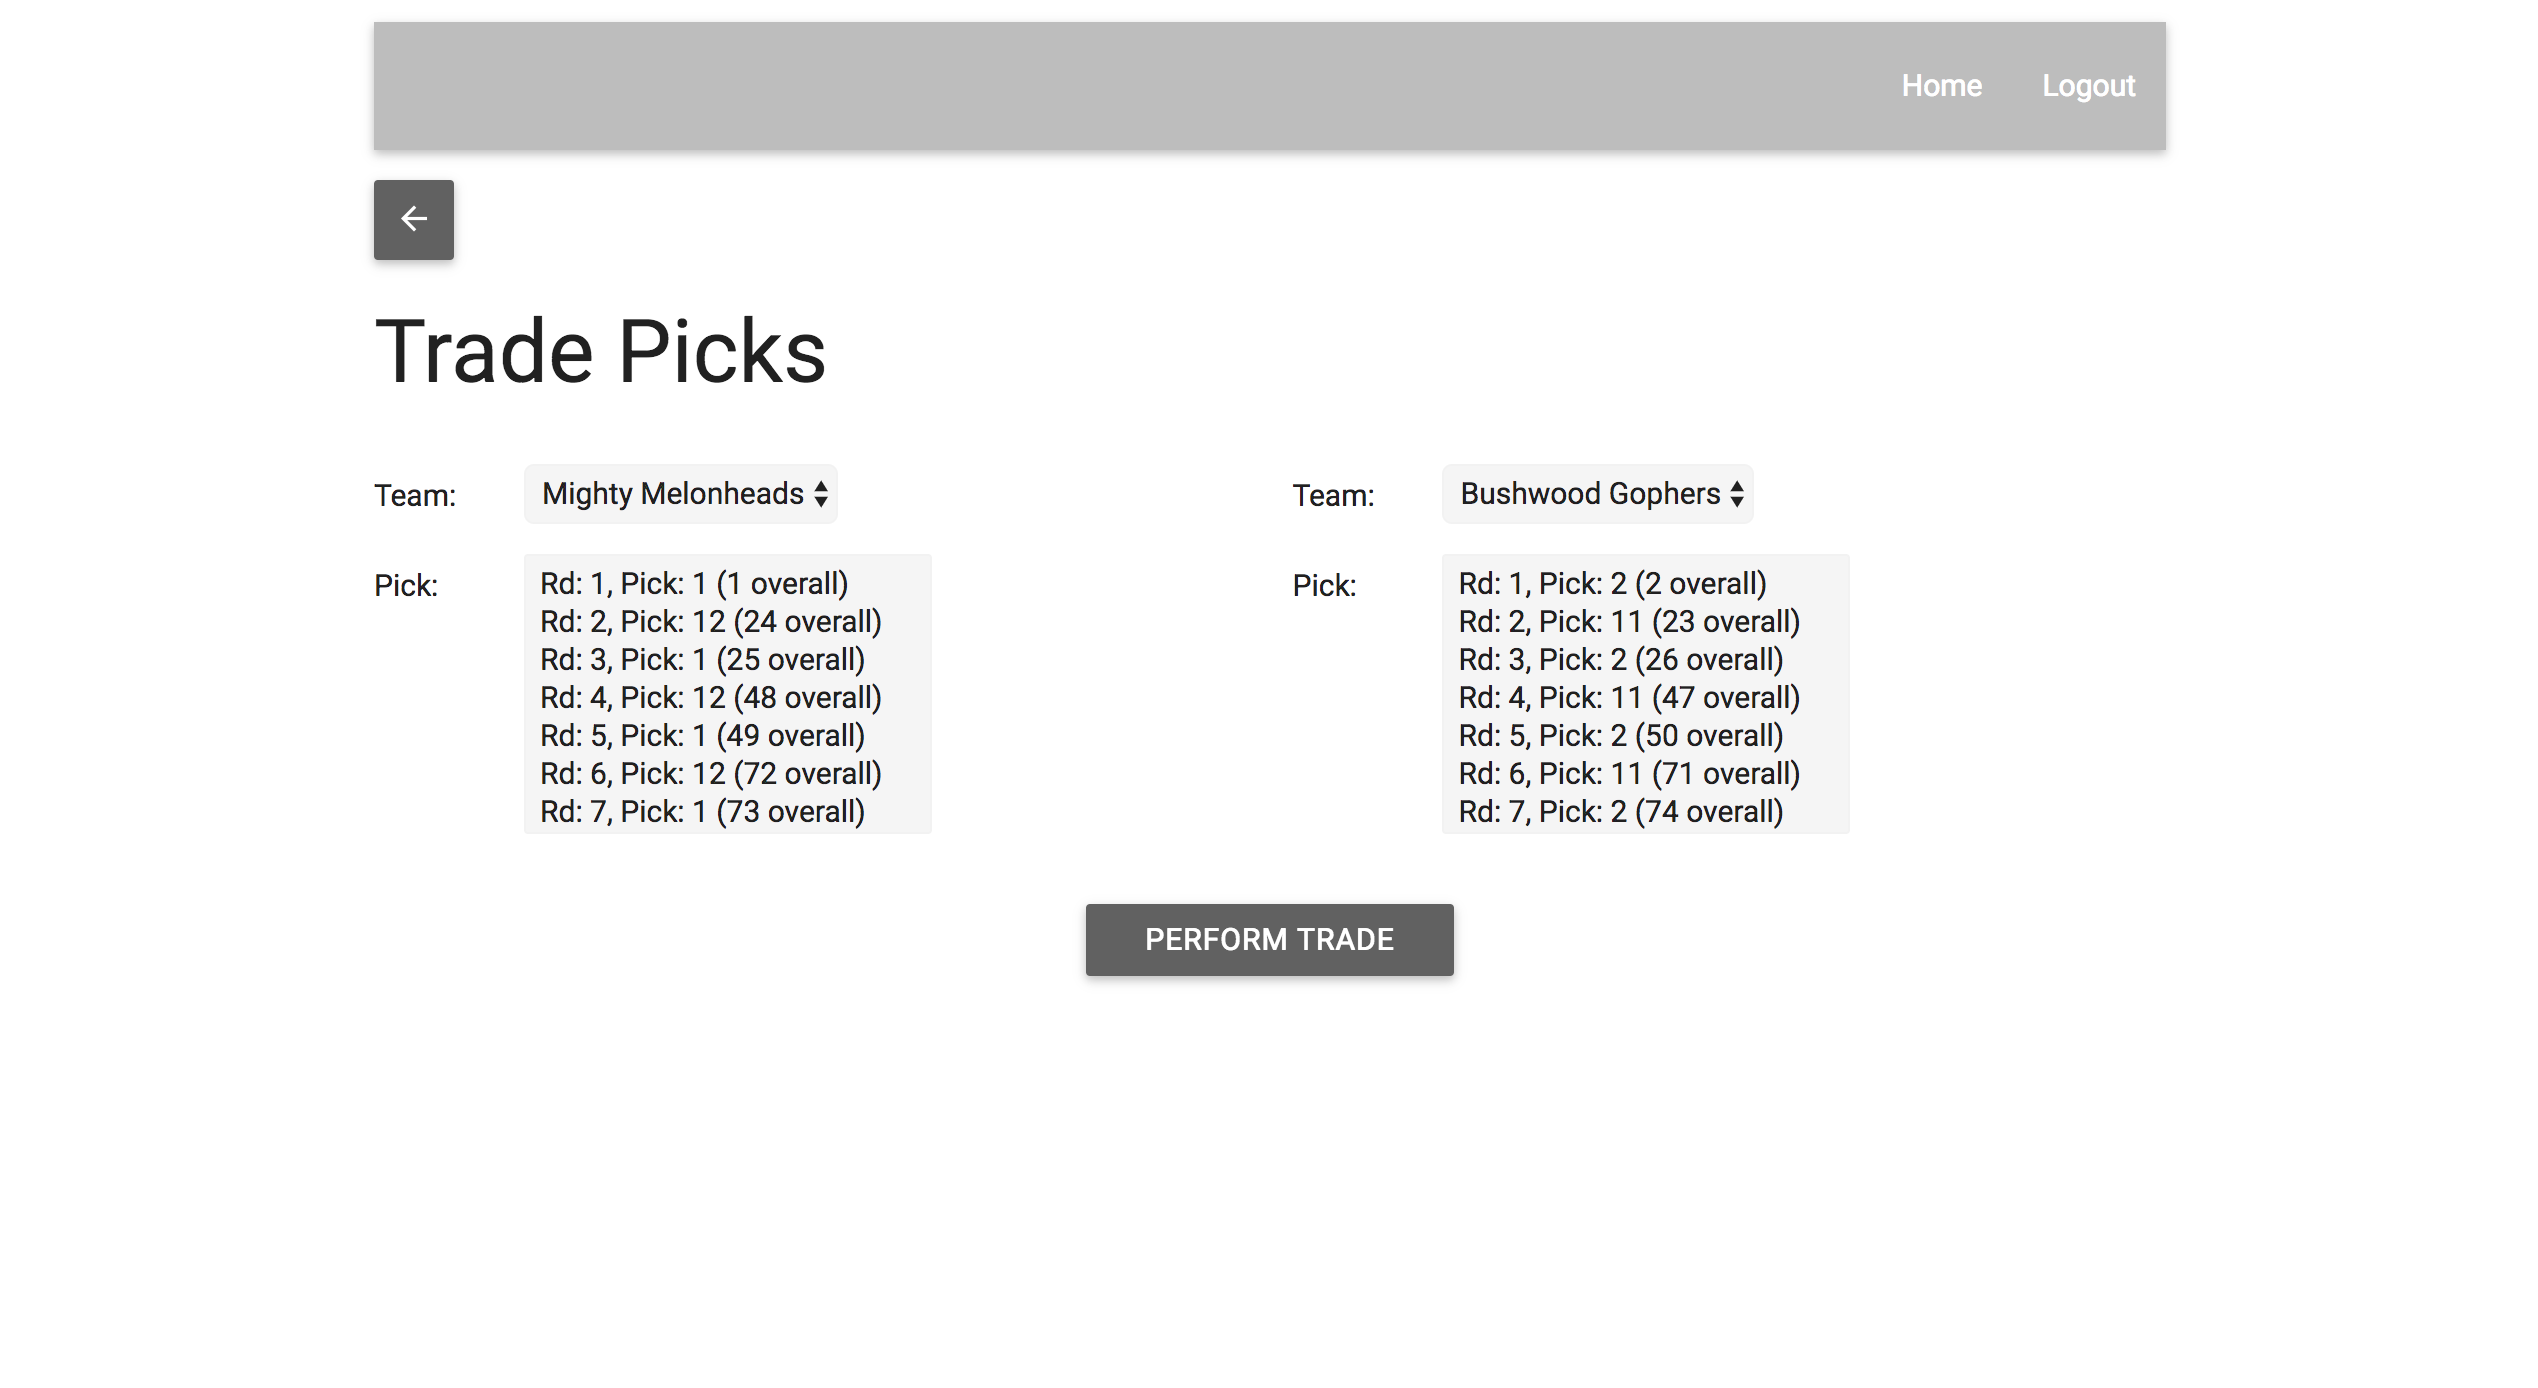 Home Logout
Trade Picks
Team: Mighty Melonheads
Pick: Rd: 1, Pick: 1 (1 overall)
Rd: 2, Pick: 12 (24 overall)
Rd: 3, Pick: 1 (25 overall)
Rd: 4, Pick: 12 (48 overall)
Rd: 5, Pick: 1 (49 overall)
Rd: 6, Pick: 12 (72 overall)
Rd: 7, Pick: 1 (73 overall)
Team: Bushwood Gophers
Pick: Rd: 1, Pick: 2 (2 overall)
Rd: 2, Pick: 11 (23 overall)
Rd: 3, Pick: 2 (26 overall)
Rd: 4, Pick: 11 (47 overall)
Rd: 5, Pick: 2 (50 overall)
Rd: 6, Pick: 11 (71 overall)
Rd: 7, Pick: 2 (74 overall)
PERFORM TRADE